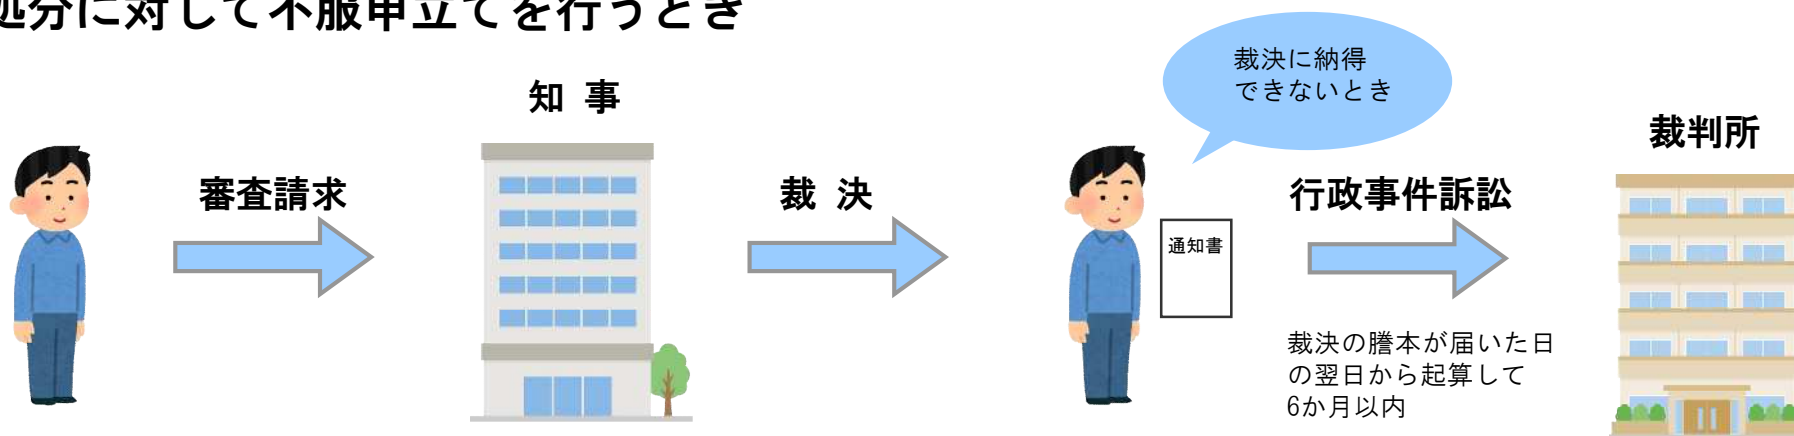 処分に対して不服申立てを行うとき
知 事
審査請求
裁 決
裁決に納得
できないとき
通知書
行政事件訴訟
裁決の謄本が届いた日
の翌日から起算して
6か月以内
裁判所